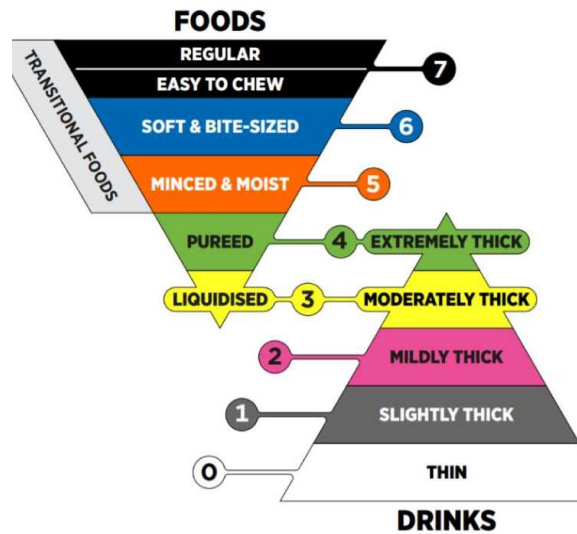 FOODS
REGULAR
7
EASY TO CHEW
TRANSITIONAL FOODS
SOFT & BITE-SIZED
6
MINCED & MOIST
5
PUREED
4
EXTREMELY THICK
LIQUIDISED
3
MODERATELY THICK
2
MILDLY THICK
1
SLIGHTLY THICK
0
THIN
DRINKS